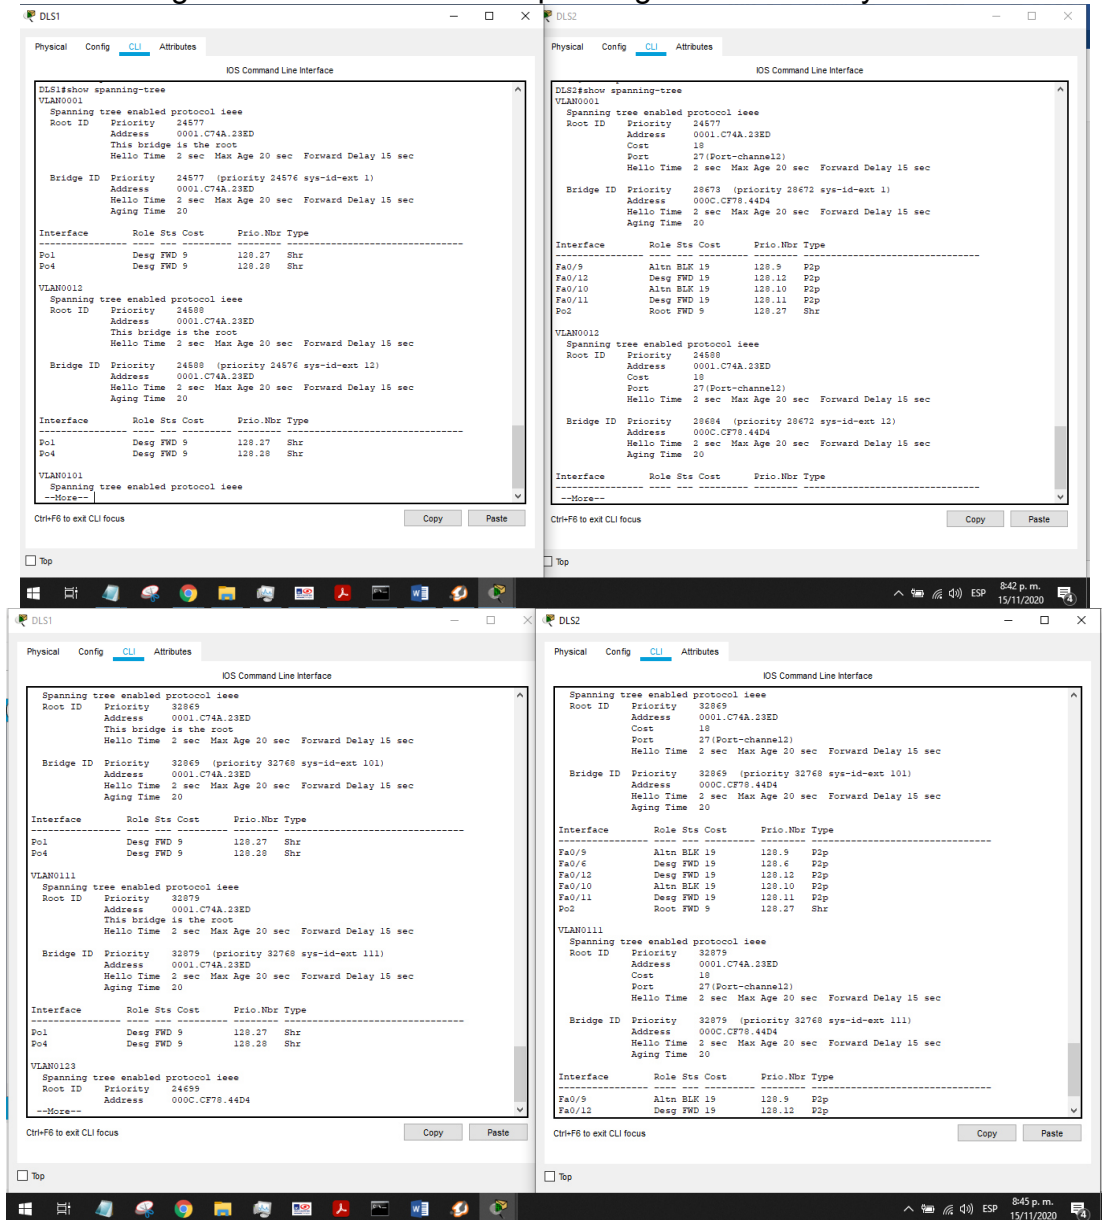 DLS1
Physical Config CLI Attributes
IOS Command Line Interface
DLS1#show spanning-tree
VLAN0001
Spanning tree enabled protocol ieee
Root ID Priority 24577
Address 0001.C74A.23ED
This bridge is the root
Hello Time 2 sec Max Age 20 sec Forward Delay 15 sec
Bridge ID Priority 24577 (priority 24576 sys-id-ext 1)
Address 0001.C74A.23ED
Hello Time 2 sec Max Age 20 sec Forward Delay 15 sec
Aging Time 20
Interface Role Sts Cost Prio.Nbr Type
---------------- ---- --- --------- -------- --------------------------------
Po1 Desg FWD 9 128.27 Shr
Po4 Desg FWD 9 128.28 Shr
VLAN0012
Spanning tree enabled protocol ieee
Root ID Priority 24588
Address 0001.C74A.23ED
This bridge is the root
Hello Time 2 sec Max Age 20 sec Forward Delay 15 sec
Bridge ID Priority 24588 (priority 24576 sys-id-ext 12)
Address 0001.C74A.23ED
Hello Time 2 sec Max Age 20 sec Forward Delay 15 sec
Aging Time 20
Interface Role Sts Cost Prio.Nbr Type
---------------- ---- --- --------- -------- --------------------------------
Po1 Desg FWD 9 128.27 Shr
Po4 Desg FWD 9 128.28 Shr
VLAN0101
Spanning tree enabled protocol ieee
--More--
Ctrl+F6 to exit CLI focus
Copy Paste
Top
DLS2
Physical Config CLI Attributes
IOS Command Line Interface
DLS2#show spanning-tree
VLAN0001
Spanning tree enabled protocol ieee
Root ID Priority 24577
Address 0001.C74A.23ED
Cost 18
Port 27(Port-channel2)
Hello Time 2 sec Max Age 20 sec Forward Delay 15 sec
Bridge ID Priority 28673 (priority 28672 sys-id-ext 1)
Address 000C.CF78.44D4
Hello Time 2 sec Max Age 20 sec Forward Delay 15 sec
Aging Time 20
Interface Role Sts Cost Prio.Nbr Type
---------------- ---- --- --------- -------- --------------------------------
Fa0/9 Altn BLK 19 128.9 P2p
Fa0/12 Desg FWD 19 128.12 P2p
Fa0/10 Altn BLK 19 128.10 P2p
Fa0/11 Desg FWD 19 128.11 P2p
Po2 Root FWD 9 128.27 Shr
VLAN0012
Spanning tree enabled protocol ieee
Root ID Priority 24588
Address 0001.C74A.23ED
Cost 18
Port 27(Port-channel2)
Hello Time 2 sec Max Age 20 sec Forward Delay 15 sec
Bridge ID Priority 28684 (priority 28672 sys-id-ext 12)
Address 000C.CF78.44D4
Hello Time 2 sec Max Age 20 sec Forward Delay 15 sec
Aging Time 20
Interface Role Sts Cost Prio.Nbr Type
---------------- ---- --- --------- -------- --------------------------------
--More--
Ctrl+F6 to exit CLI focus
Copy Paste
Top
ESP 8:42 p. m.
15/11/2020
DLS1
Physical Config CLI Attributes
IOS Command Line Interface
Spanning tree enabled protocol ieee
Root ID Priority 32869
Address 0001.C74A.23ED
This bridge is the root
Hello Time 2 sec Max Age 20 sec Forward Delay 15 sec
Bridge ID Priority 32869 (priority 32768 sys-id-ext 101)
Address 0001.C74A.23ED
Hello Time 2 sec Max Age 20 sec Forward Delay 15 sec
Aging Time 20
Interface Role Sts Cost Prio.Nbr Type
---------------- ---- --- --------- -------- --------------------------------
Po1 Desg FWD 9 128.27 Shr
Po4 Desg FWD 9 128.28 Shr
VLAN0111
Spanning tree enabled protocol ieee
Root ID Priority 32879
Address 0001.C74A.23ED
This bridge is the root
Hello Time 2 sec Max Age 20 sec Forward Delay 15 sec
Bridge ID Priority 32879 (priority 32768 sys-id-ext 111)
Address 0001.C74A.23ED
Hello Time 2 sec Max Age 20 sec Forward Delay 15 sec
Aging Time 20
Interface Role Sts Cost Prio.Nbr Type
---------------- ---- --- --------- -------- --------------------------------
Po1 Desg FWD 9 128.27 Shr
Po4 Desg FWD 9 128.28 Shr
VLAN0123
Spanning tree enabled protocol ieee
Root ID Priority 24699
Address 000C.CF78.44D4
--More--
Ctrl+F6 to exit CLI focus
Copy Paste
Top
DLS2
Physical Config CLI Attributes
IOS Command Line Interface
Spanning tree enabled protocol ieee
Root ID Priority 32869
Address 0001.C74A.23ED
Cost 18
Port 27(Port-channel2)
Hello Time 2 sec Max Age 20 sec Forward Delay 15 sec
Bridge ID Priority 32869 (priority 32768 sys-id-ext 101)
Address 000C.CF78.44D4
Hello Time 2 sec Max Age 20 sec Forward Delay 15 sec
Aging Time 20
Interface Role Sts Cost Prio.Nbr Type
---------------- ---- --- --------- -------- --------------------------------
Fa0/9 Altn BLK 19 128.9 P2p
Fa0/6 Desg FWD 19 128.6 P2p
Fa0/12 Desg FWD 19 128.12 P2p
Fa0/10 Altn BLK 19 128.10 P2p
Fa0/11 Desg FWD 19 128.11 P2p
Po2 Root FWD 9 128.27 Shr
VLAN0111
Spanning tree enabled protocol ieee
Root ID Priority 32879
Address 0001.C74A.23ED
Cost 18
Port 27(Port-channel2)
Hello Time 2 sec Max Age 20 sec Forward Delay 15 sec
Bridge ID Priority 32879 (priority 32768 sys-id-ext 111)
Address 000C.CF78.44D4
Hello Time 2 sec Max Age 20 sec Forward Delay 15 sec
Aging Time 20
Interface Role Sts Cost Prio.Nbr Type
---------------- ---- --- --------- -------- --------------------------------
Fa0/9 Altn BLK 19 128.9 P2p
Fa0/12 Desg FWD 19 128.12 P2p
Ctrl+F6 to exit CLI focus
Copy Paste
Top
ESP 8:45 p. m.
15/11/2020